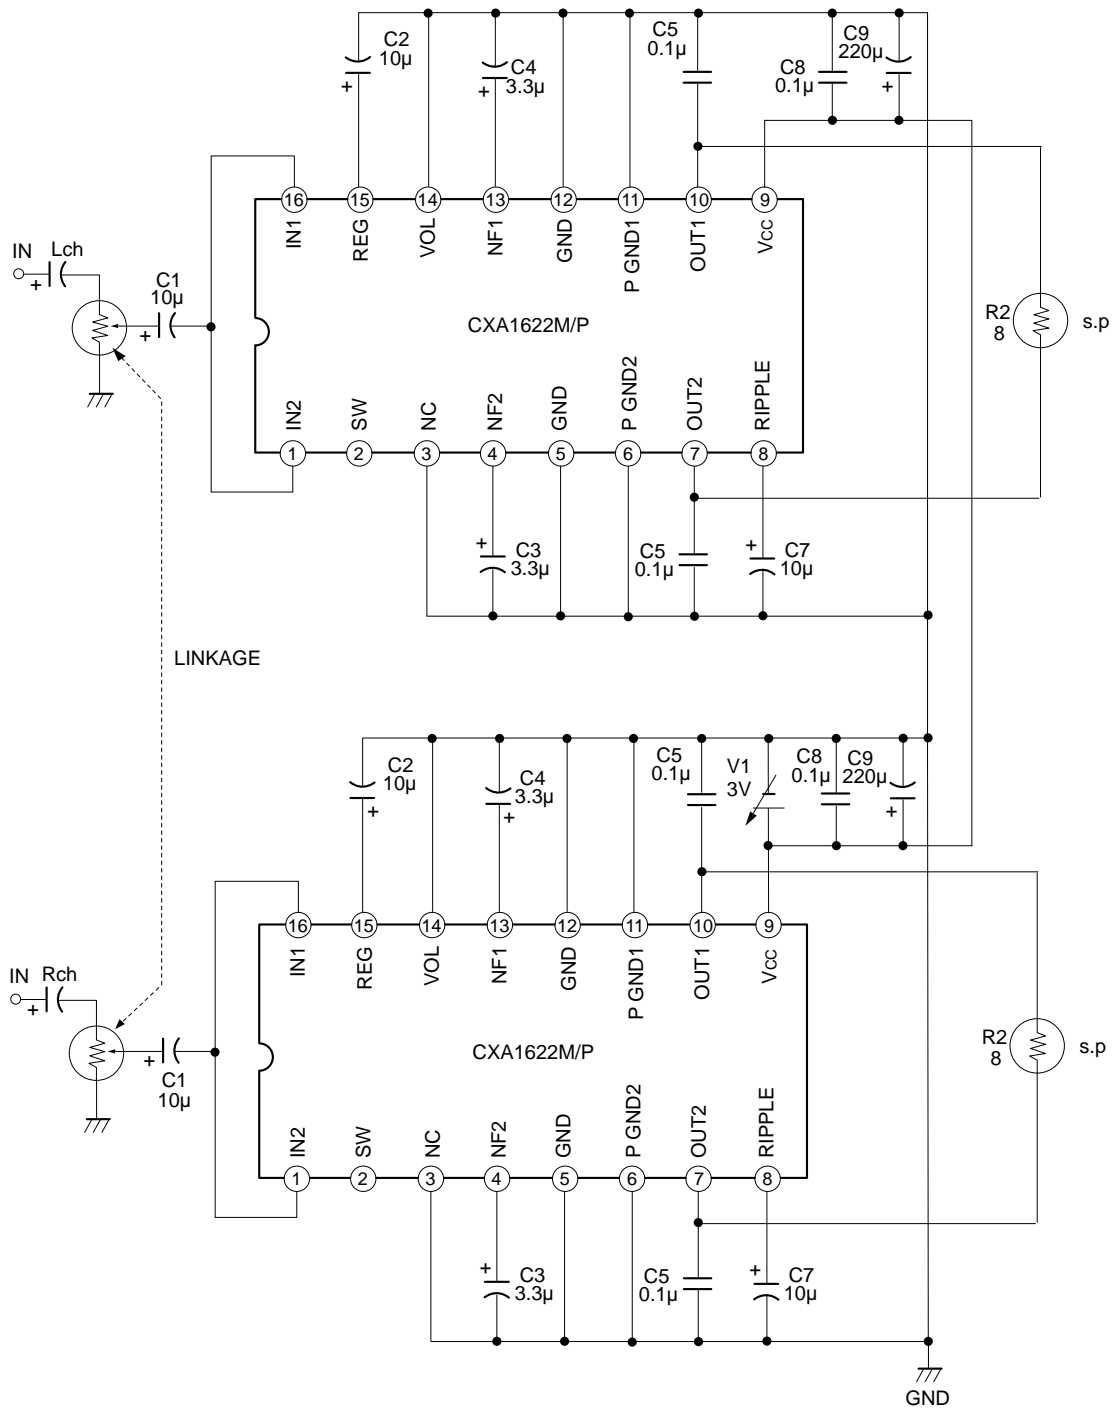 C2
10µ
C4
3.3µ
C5
0.1µ
C8
0.1µ
C9
220µ
+
+
+
16
15
14
13
12
11
10
9
IN1
REG
VOL
NF1
GND
P GND1
OUT1
Vcc
IN
Lch
+
C1
10µ
+
CXA1622M/P
R2
8
s.p
IN2
SW
NC
NF2
GND
P GND2
OUT2
RIPPLE
1
2
3
4
5
6
7
8
+
C3
3.3µ
C5
0.1µ
+
C7
10µ
LINKAGE
C2
10µ
+
C4
3.3µ
+
C5
0.1µ
V1
3V
C8
0.1µ
C9
220µ
+
16
15
14
13
12
11
10
9
IN1
REG
VOL
NF1
GND
P GND1
OUT1
Vcc
IN
Rch
+
C1
10µ
+
CXA1622M/P
R2
8
s.p
IN2
SW
NC
NF2
GND
P GND2
OUT2
RIPPLE
1
2
3
4
5
6
7
8
+
C3
3.3µ
C5
0.1µ
+
C7
10µ
GND